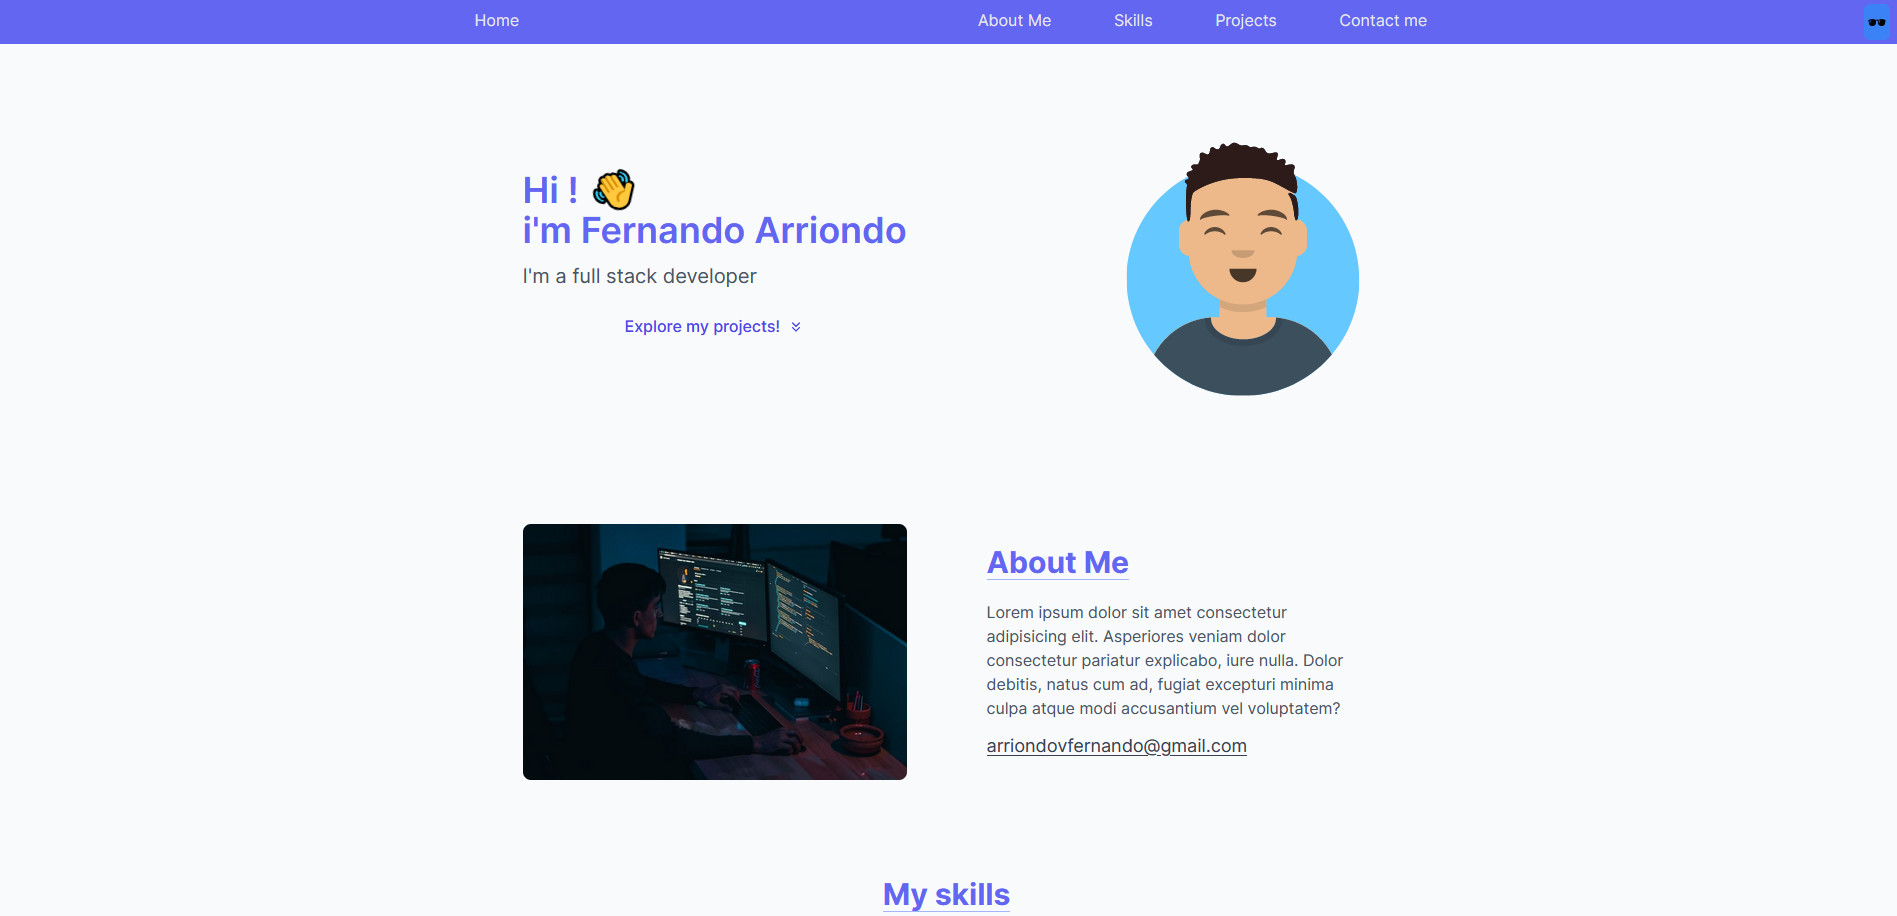 Home About Me Skills Projects Contact me
Hi !
i'm Fernando Arriondo
I'm a full stack developer
Explore my projects!
About Me
Lorem ipsum dolor sit amet consectetur
adipisicing elit. Asperiores veniam dolor
consectetur pariatur explicabo, iure nulla. Dolor
debitis, natus cum ad, fugiat excepturi minima
culpa atque modi accusantium vel voluptatem?
arriondovfernando@gmail.com
My skills